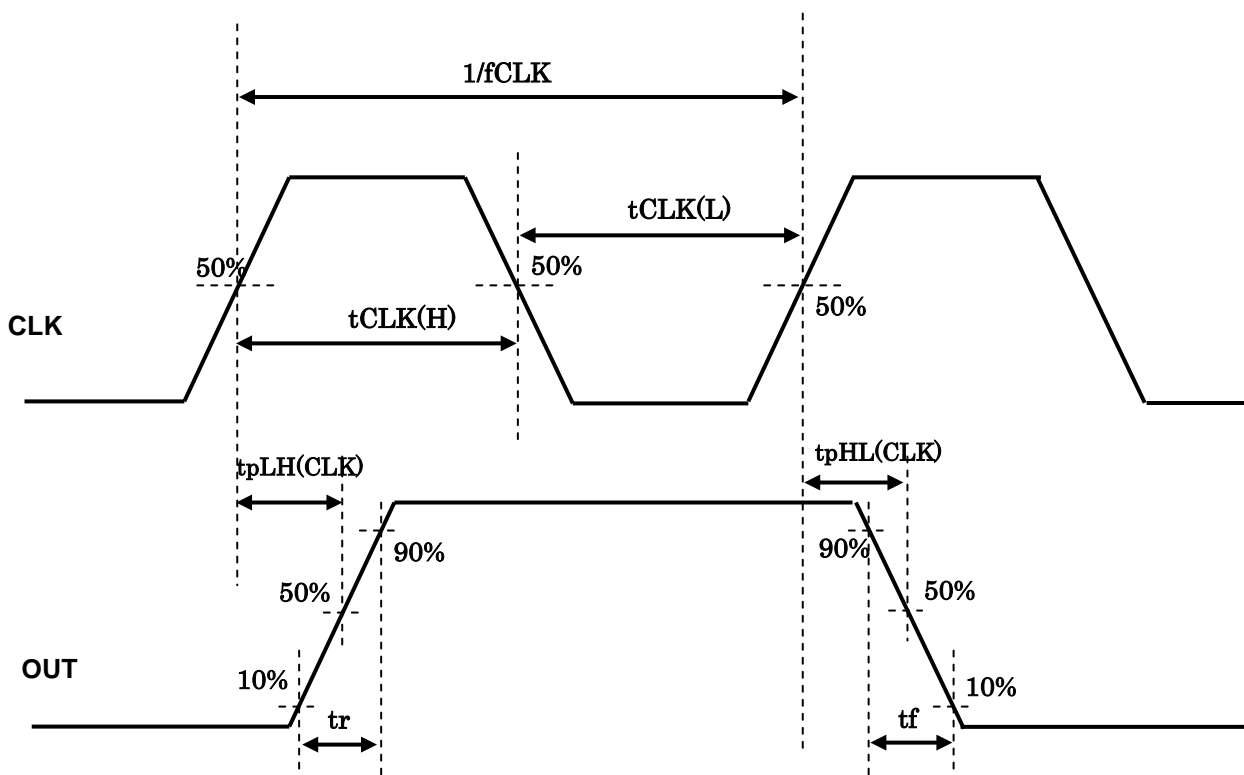 1/fCLK
tCLK(L)
50%
50%
50%
CLK
tCLK(H)
tpLH(CLK)
tpHL(CLK)
90%
90%
50%
50%
OUT
10%
10%
tr
tf